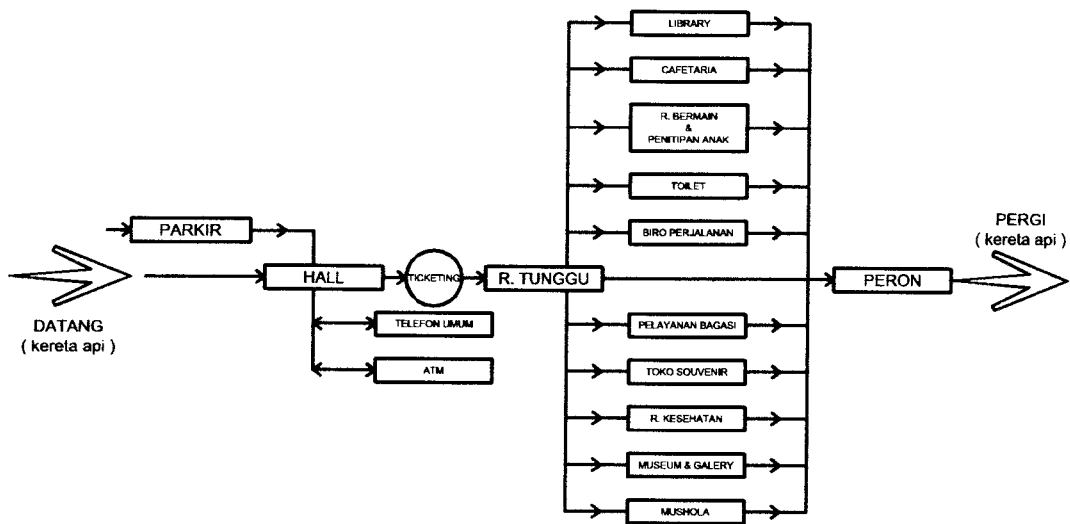 LIBRARY
CAFETARIA
R. BERMAIN
&
PENITIPAN ANAK
TOILET
BIRO PERJALANAN
PARKIR
HALL
TICKETING
R. TUNGGU
PERON
PERGI
( kereta api )
DATANG
( kereta api )
TELEFON UMUM
ATM
PELAYANAN BAGASI
TOKO SOUVENIR
R. KESEHATAN
MUSEUM & GALERY
MUSHOLA